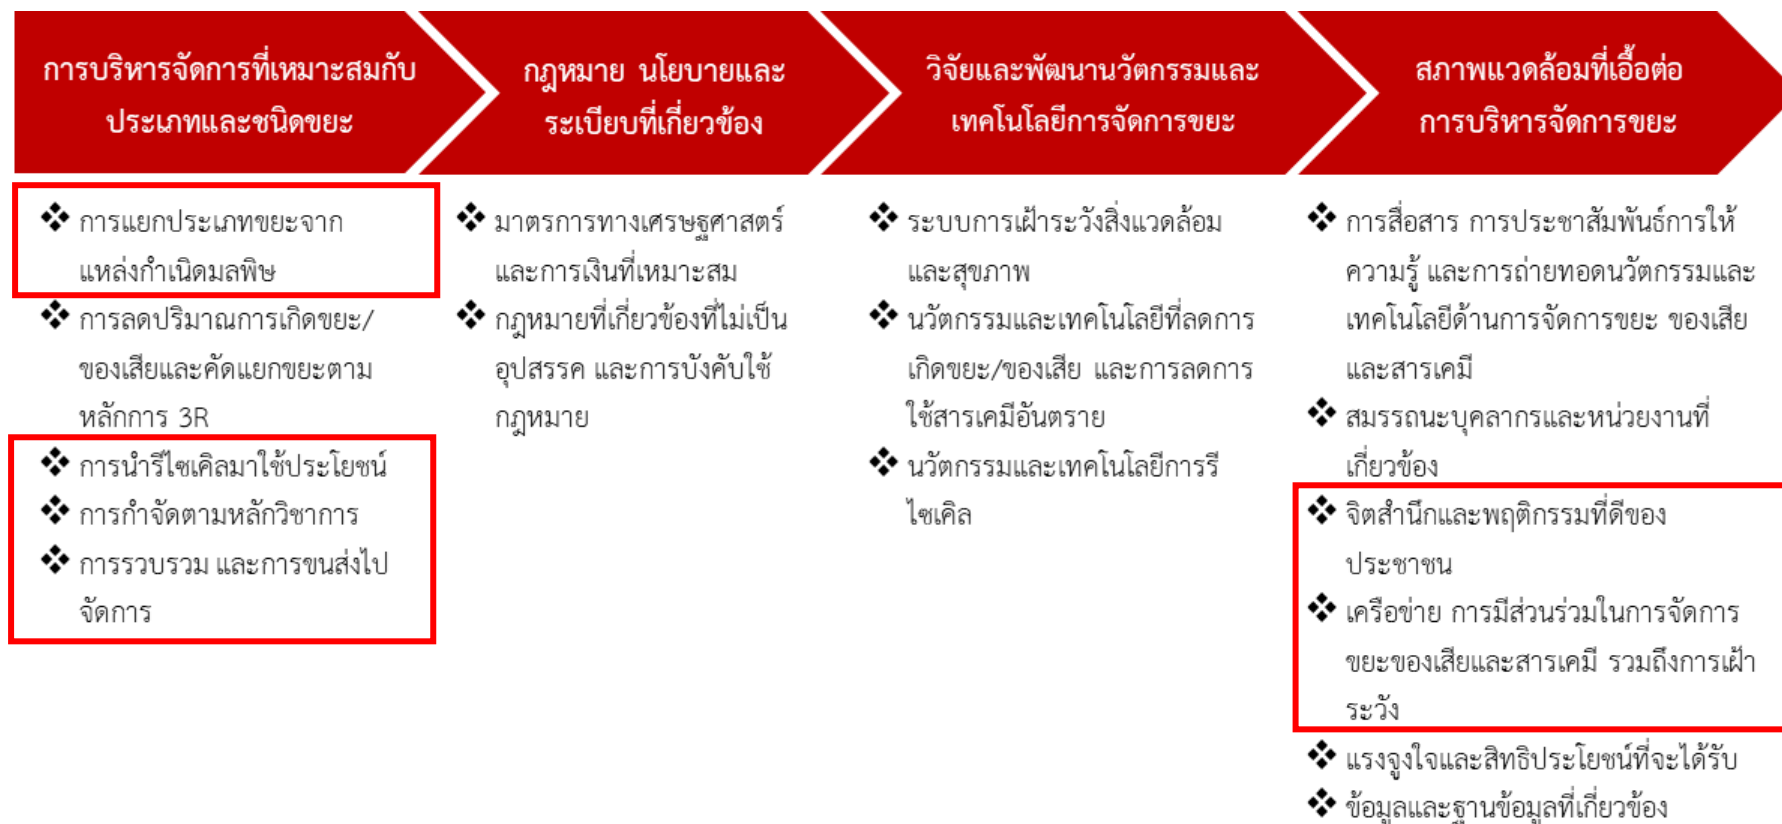 การบริหารจัดการที่เหมาะสมกับ
ประเภทและชนิดขยะ
กฎหมาย นโยบายและ
ระเบียบที่เกี่ยวข้อง
วิจัยและพัฒนานวัตกรรมและ
เทคโนโลยีการจัดการขยะ
สภาพแวดล้อมที่เอื้อต่อ
การบริหารจัดการขยะ
❖ การแยกประเภทขยะจาก
แหล่งกำเนิดมลพิษ
❖ การลดปริมาณการเกิดขยะ/
ของเสียและคัดแยกขยะตาม
หลักการ 3R
❖ การนำรีไซเคิลมาใช้ประโยชน์
❖ การกำจัดตามหลักวิชาการ
❖ การรวบรวม และการขนส่งไป
จัดการ
❖ มาตรการทางเศรษฐศาสตร์
และการเงินที่เหมาะสม
❖ กฎหมายที่เกี่ยวข้องที่ไม่เป็น
อุปสรรค และการบังคับใช้
กฎหมาย
❖ ระบบการเฝ้าระวังสิ่งแวดล้อม
และสุขภาพ
❖ นวัตกรรมและเทคโนโลยีที่ลดการ
เกิดขยะ/ของเสีย และการลดการ
ใช้สารเคมีอันตราย
❖ นวัตกรรมและเทคโนโลยีการรี
ไซเคิล
❖ การสื่อสาร การประชาสัมพันธ์การให้
ความรู้ และการถ่ายทอดนวัตกรรมและ
เทคโนโลยีด้านการจัดการขยะ ของเสีย
และสารเคมี
❖ สมรรถนะบุคลากรและหน่วยงานที่
เกี่ยวข้อง
❖ จิตสำนึกและพฤติกรรมที่ดีของ
ประชาชน
❖ เครือข่าย การมีส่วนร่วมในการจัดการ
ขยะของเสียและสารเคมี รวมถึงการเฝ้า
ระวัง
❖ แรงจูงใจและสิทธิประโยชน์ที่จะได้รับ
❖ ข้อมูลและฐานข้อมูลที่เกี่ยวข้อง